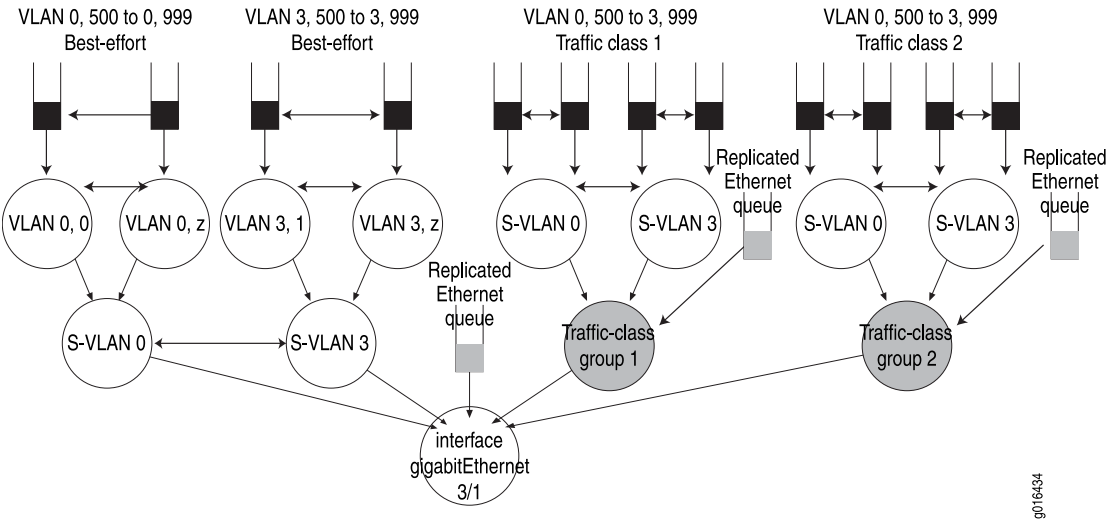 VLAN 0, 500 to 0, 999
Best-effort
VLAN 3, 500 to 3, 999
Best-effort
VLAN 0, 500 to 3, 999
Traffic class 1
VLAN 0, 500 to 3, 999
Traffic class 2
Replicated
Ethernet
queue
Replicated
Ethernet
queue
VLAN 0, 0
VLAN 0, z
VLAN 3, 1
VLAN 3, z
S-VLAN 0
S-VLAN 3
S-VLAN 0
S-VLAN 3
Replicated
Ethernet
queue
S-VLAN 0
S-VLAN 3
Traffic-class
group 1
Traffic-class
group 2
interface
gigabitEthernet
3/1
g016434